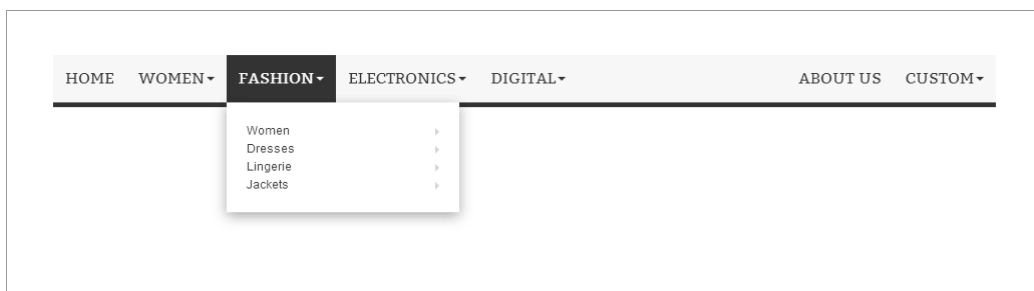 HOME WOMEN FASHION ELECTRONICS DIGITAL ABOUT US CUSTOM
Women
Dresses
Lingerie
Jackets